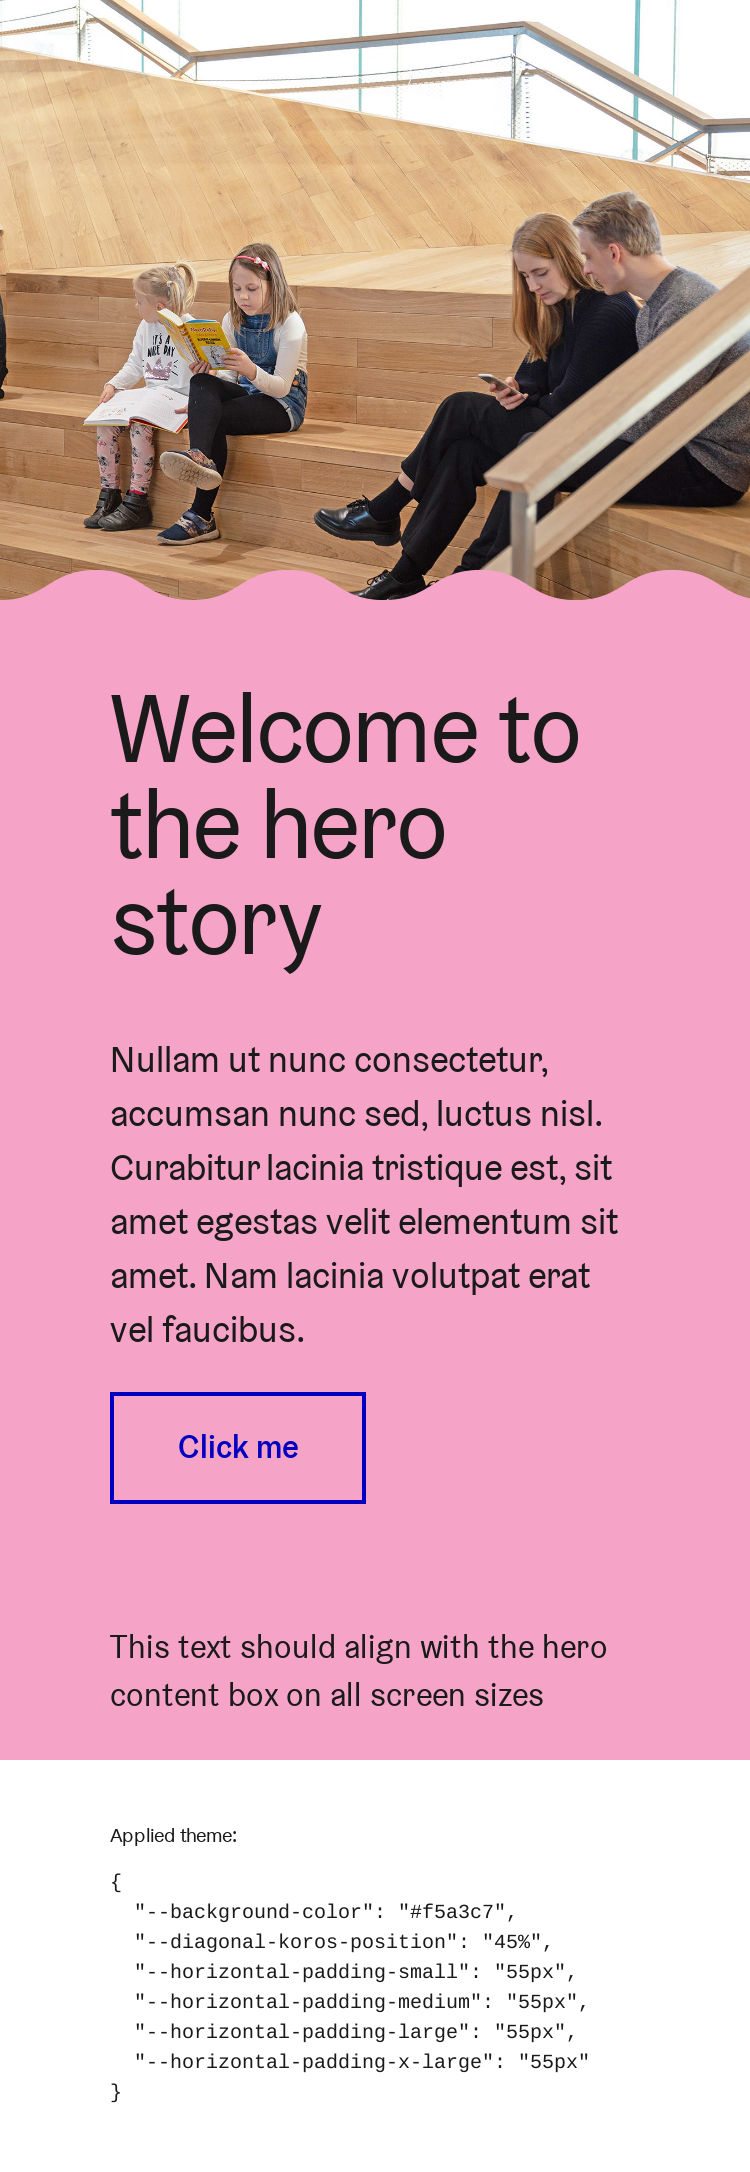 IT'S A
NICE DAY
Welcome to
the hero
story
Nullam ut nunc consectetur,
accumsan nunc sed, luctus nisl.
Curabitur lacinia tristique est, sit
amet egestas velit elementum sit
amet. Nam lacinia volutpat erat
vel faucibus.
Click me
This text should align with the hero
content box on all screen sizes
Applied theme:
{
  "--background-color": "#f5a3c7",
  "--diagonal-koros-position": "45%",
  "--horizontal-padding-small": "55px",
  "--horizontal-padding-medium": "55px",
  "--horizontal-padding-large": "55px",
  "--horizontal-padding-x-large": "55px"
}